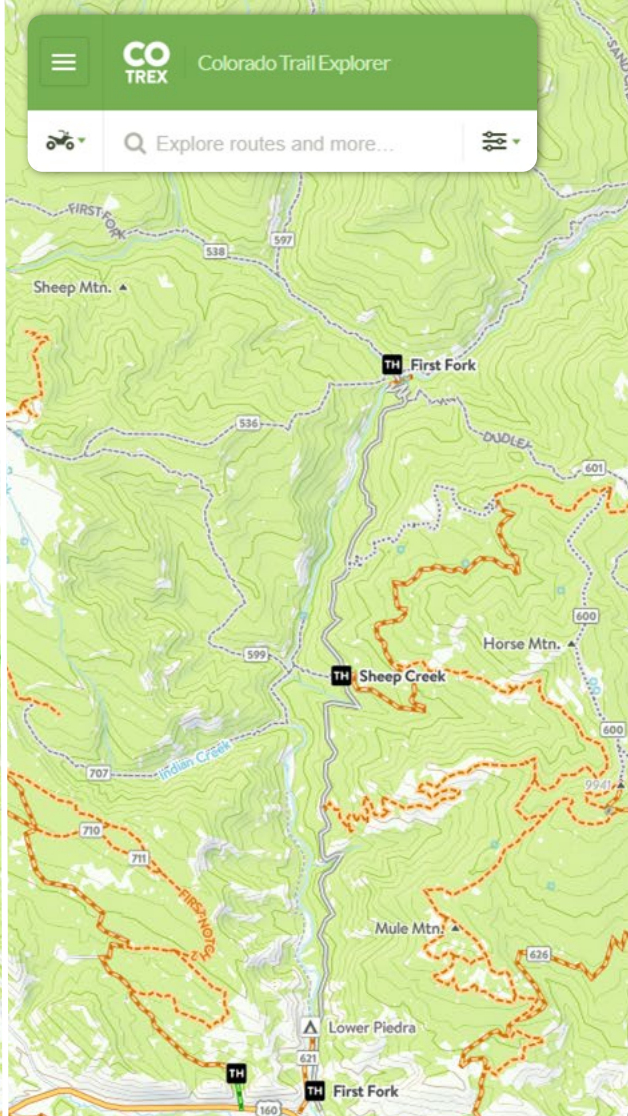 CO
TREX
Colorado Trail Explorer
Explore routes and more...
SAND
FIRST FORK
597
538
Sheep Mtn.
TH First Fork
536
DUDLEY
601
600
Horse Mtn.
599
TH Sheep Creek
600
Indian Creek
707
9941
710
711
FIRST NOTCH
Mule Mtn.
626
Lower Piedra
621
TH
TH First Fork
160